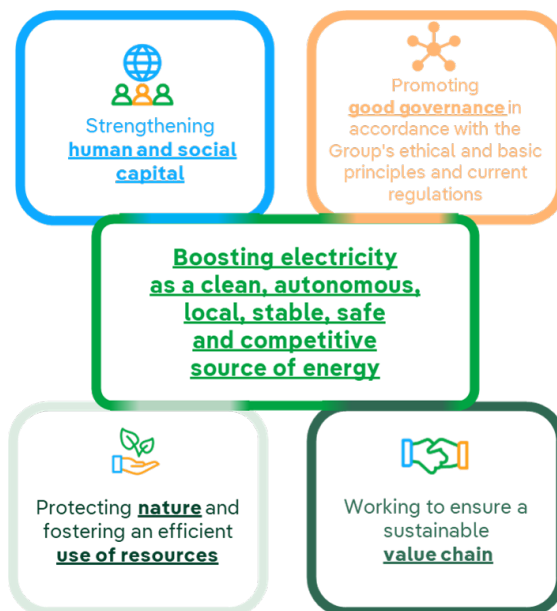 Strengthening
human and social
capital
Promoting
good governance in
accordance with the
Group's ethical and basic
principles and current
regulations
Boosting electricity
as a clean, autonomous,
local, stable, safe
and competitive
source of energy
Protecting nature and
fostering an efficient
use of resources
Working to ensure a
sustainable
value chain